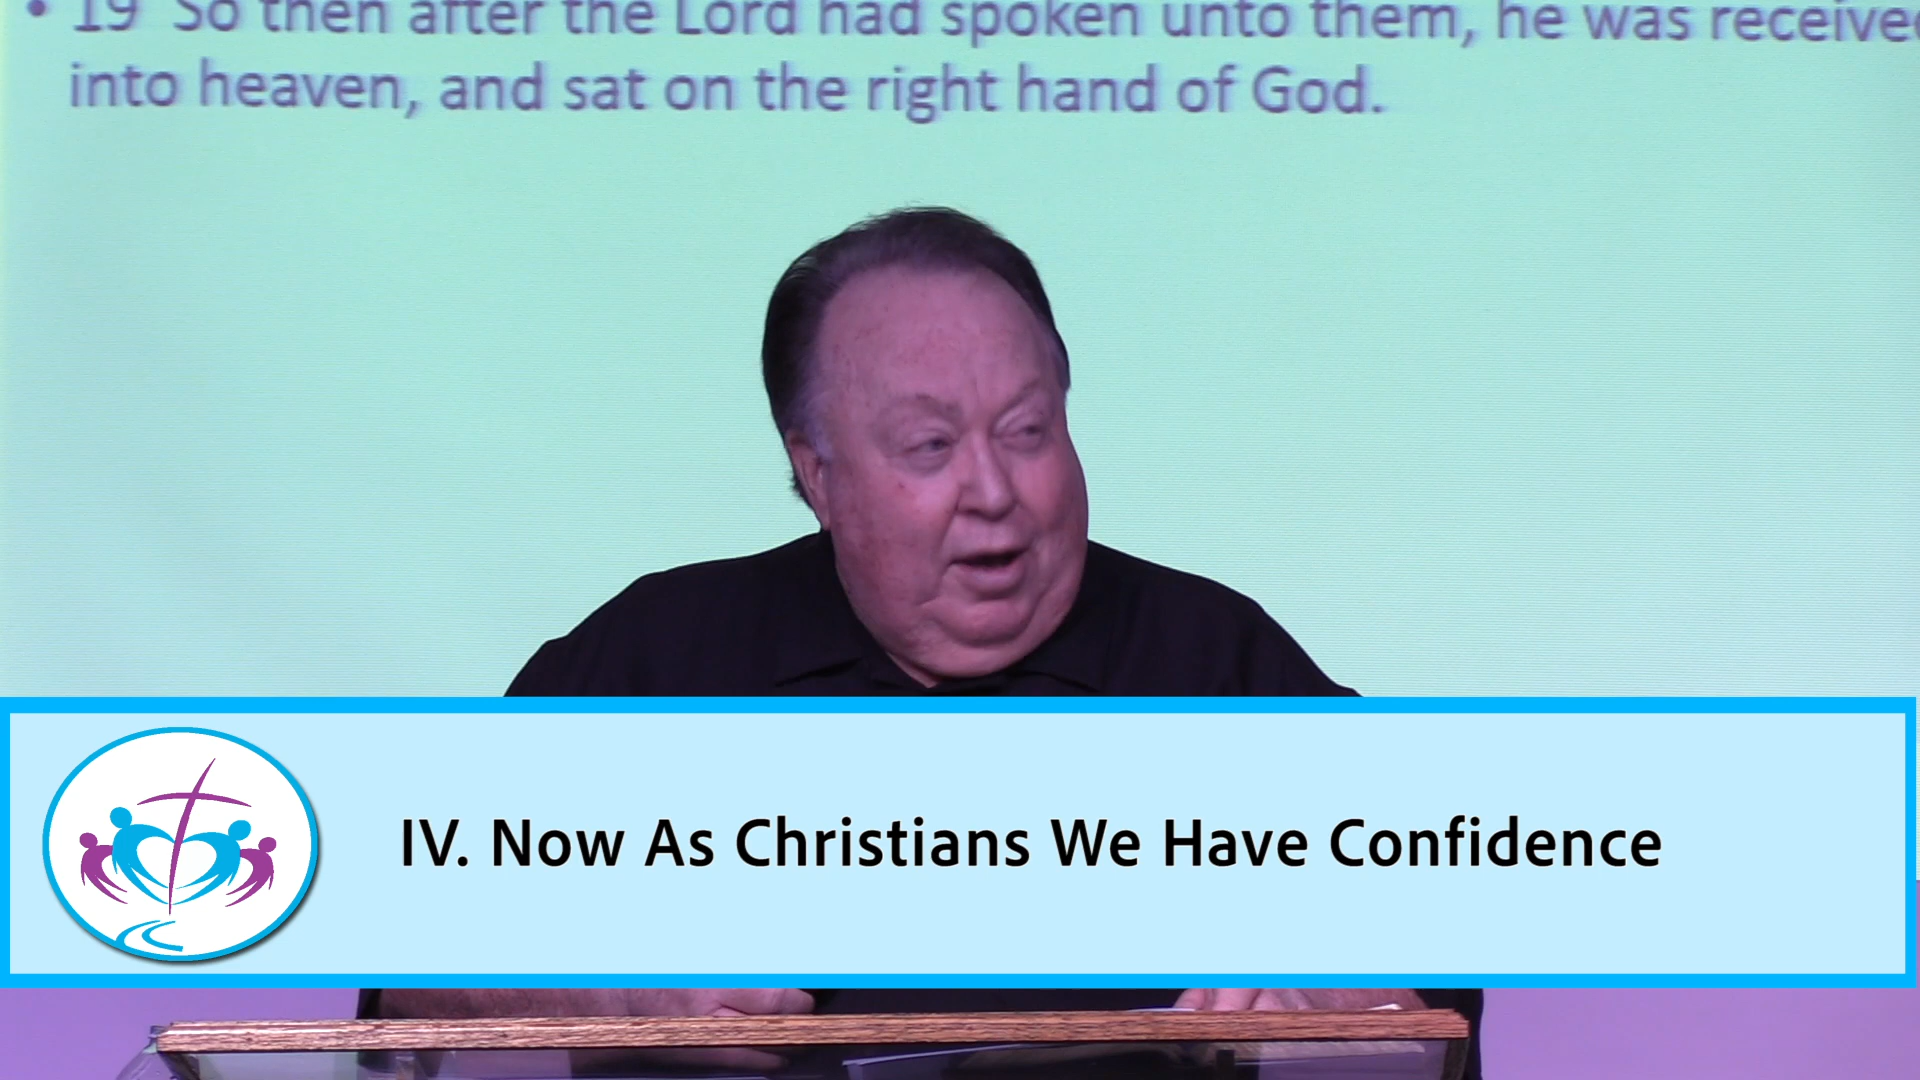 • 19 So then after the Lord had spoken unto them, he was received
into heaven, and sat on the right hand of God.
IV. Now As Christians We Have Confidence